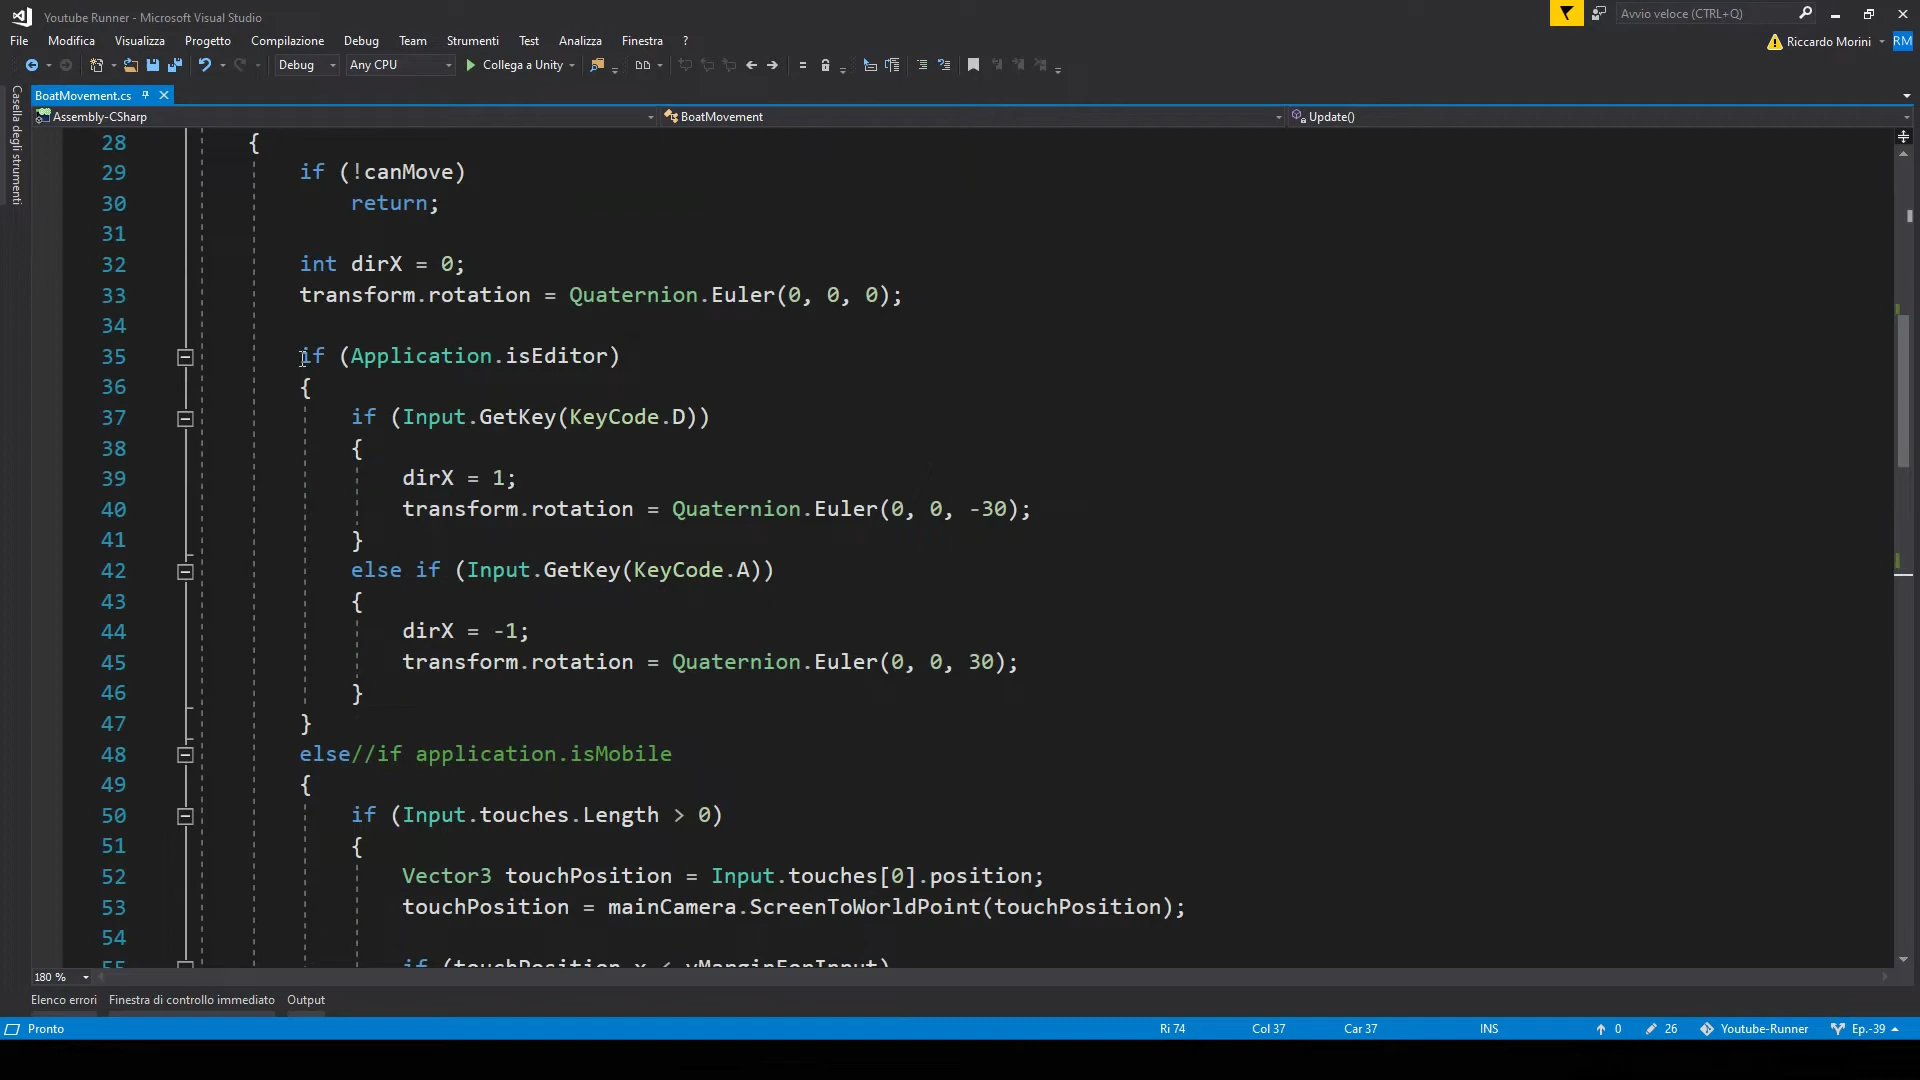 Youtube Runner - Microsoft Visual Studio
Avvio veloce (CTRL+Q)
File Modifica Visualizza Progetto Compilazione Debug Team Strumenti Test Analizza Finestra ?
Riccardo Morini RM
Debug Any CPU Collega a Unity
BoatMovement.cs
Casella degli strumenti
Assembly-CSharp BoatMovement Update()
28 {
29 if (!canMove)
30 return;
31
32 int dirX = 0;
33 transform.rotation = Quaternion.Euler(0, 0, 0);
34
35 if (Application.isEditor)
36 {
37 if (Input.GetKey(KeyCode.D))
38 {
39 dirX = 1;
40 transform.rotation = Quaternion.Euler(0, 0, -30);
41 }
42 else if (Input.GetKey(KeyCode.A))
43 {
44 dirX = -1;
45 transform.rotation = Quaternion.Euler(0, 0, 30);
46 }
47 }
48 else//if application.isMobile
49 {
50 if (Input.touches.Length > 0)
51 {
52 Vector3 touchPosition = Input.touches[0].position;
53 touchPosition = mainCamera.ScreenToWorldPoint(touchPosition);
54
55 if (touchPosition.x <
180 %
Elenco errori Finestra di controllo immediato Output
Pronto Ri 74 Col 37 Car 37 INS 0 26 Youtube-Runner Ep.-39